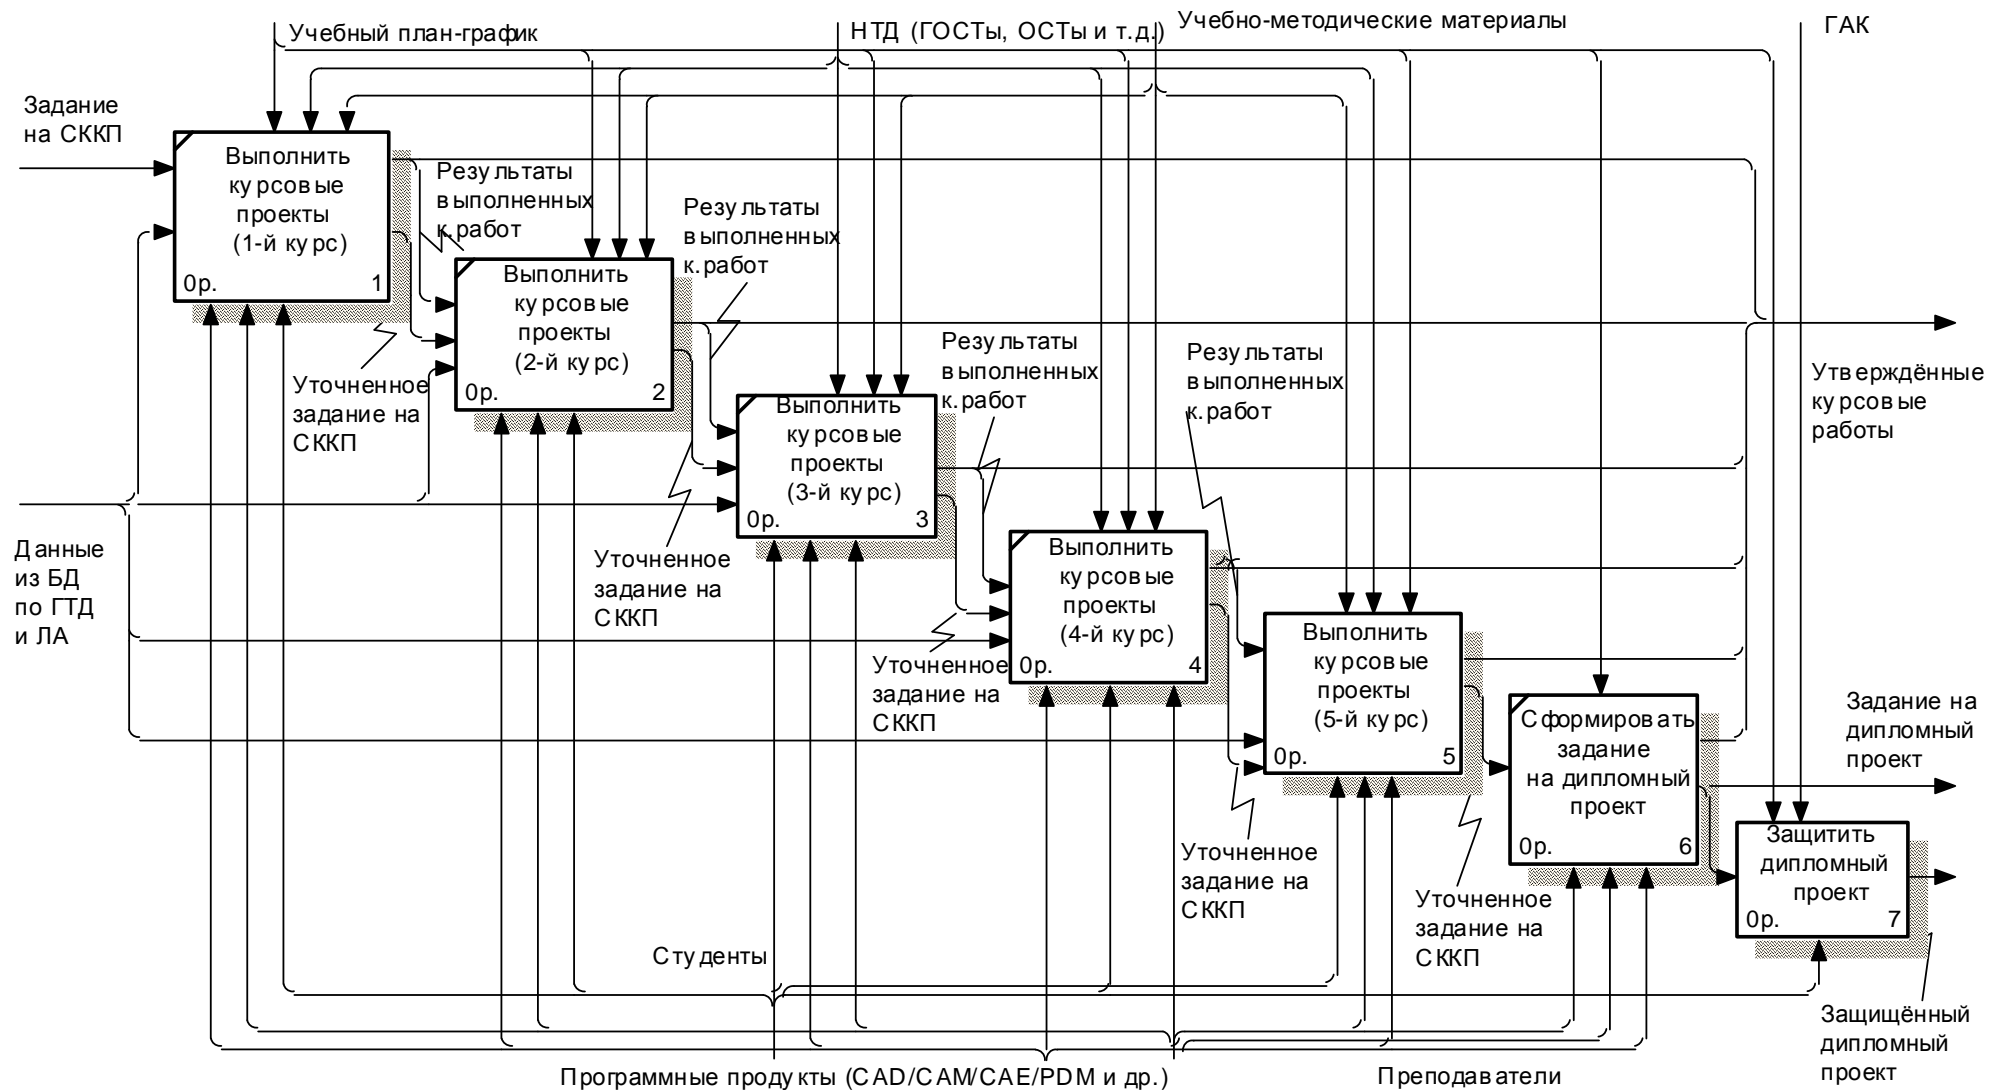 Учебный план-график
НТД (ГОСТы, ОСТы и т.д.)
Учебно-методические материалы
ГАК
Задание
на СККП
Выполнить
курсовые
проекты
(1-й курс)
0р.
1
Результаты
выполненных
к.работ
Результаты
выполненных
к.работ
Выполнить
курсовые
проекты
(2-й курс)
0р.
2
Уточненное
задание на
СККП
Результаты
выполненных
к.работ
Результаты
выполненных
к.работ
Утверждённые
курсовые
работы
Выполнить
курсовые
проекты
(3-й курс)
0р.
3
Данные
из БД
по ГТД
и ЛА
Уточненное
задание на
СККП
Выполнить
курсовые
проекты
(4-й курс)
0р.
4
Уточненное
задание на
СККП
Выполнить
курсовые
проекты
(5-й курс)
0р.
5
Задание на
дипломный
проект
Сформировать
задание
на дипломный
проект
0р.
6
Уточненное
задание на
СККП
Защитить
дипломный
проект
0р.
7
Уточненное
задание на
СККП
Студенты
Защищённый
дипломный
проект
Программные продукты (CAD/CAM/CAE/PDM и др.)
Преподаватели